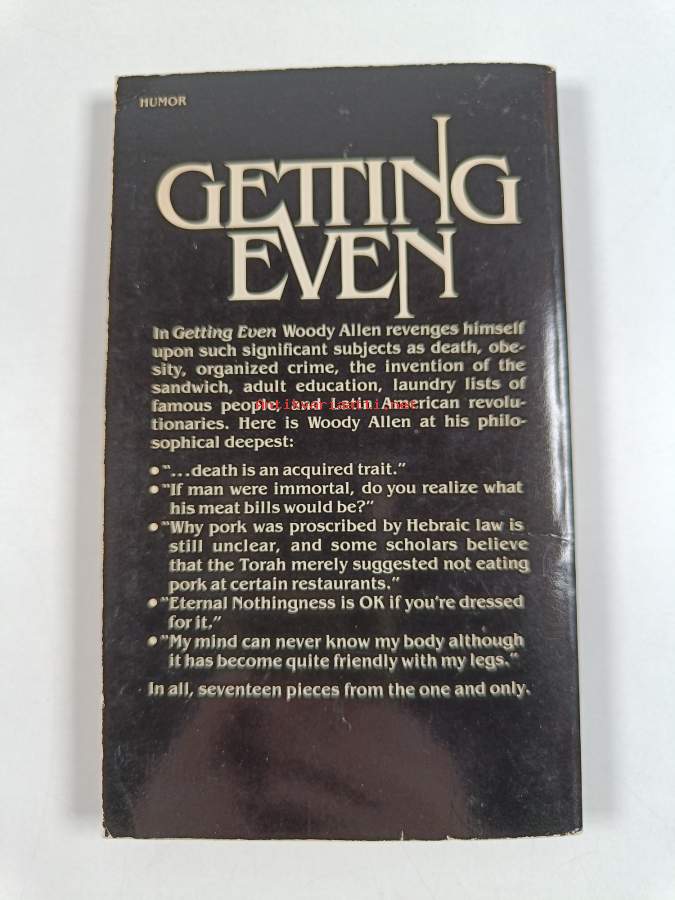 HUMOR
GETTING
EVEN
In Getting Even Woody Allen revenges himself
upon such significant subjects as death, obe-
sity, organized crime, the invention of the
sandwich, adult education, laundry lists of
famous people and Latin American revolu-
tionaries. Here is Woody Allen at his philo-
sophical deepest:
• "...death is an acquired trait."
• "If man were immortal, do you realize what
his meat bills would be?"
• "Why pork was proscribed by Hebraic law is
still unclear, and some scholars believe
that the Torah merely suggested not eating
pork at certain restaurants."
• "Eternal Nothingness is OK if you're dressed
for it."
• "My mind can never know my body although
it has become quite friendly with my legs."
In all, seventeen pieces from the one and only.